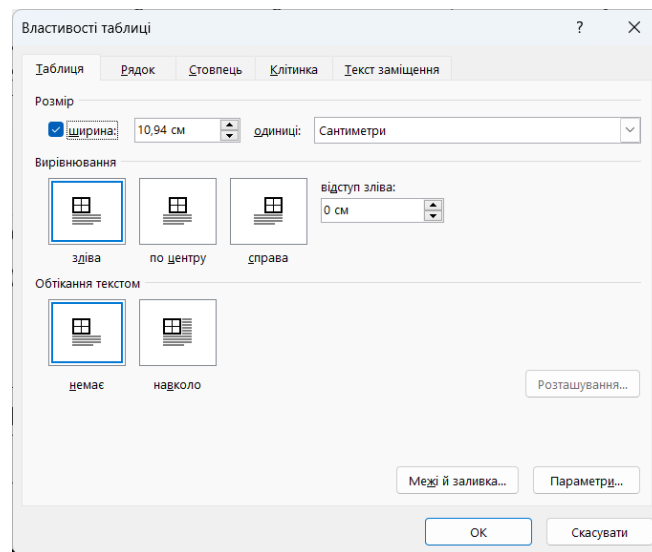 Властивості таблиці ?
Таблиця Рядок Стовпець Клітинка Текст заміщення
Розмір
ширина: 10,94 см одиниці: Сантиметри
Вирівнювання
відступ зліва:
0 см
зліва по центру справа
Обтікання текстом
немає навколо
Розташування...
Межі й заливка... Параметри...
ОК Скасувати